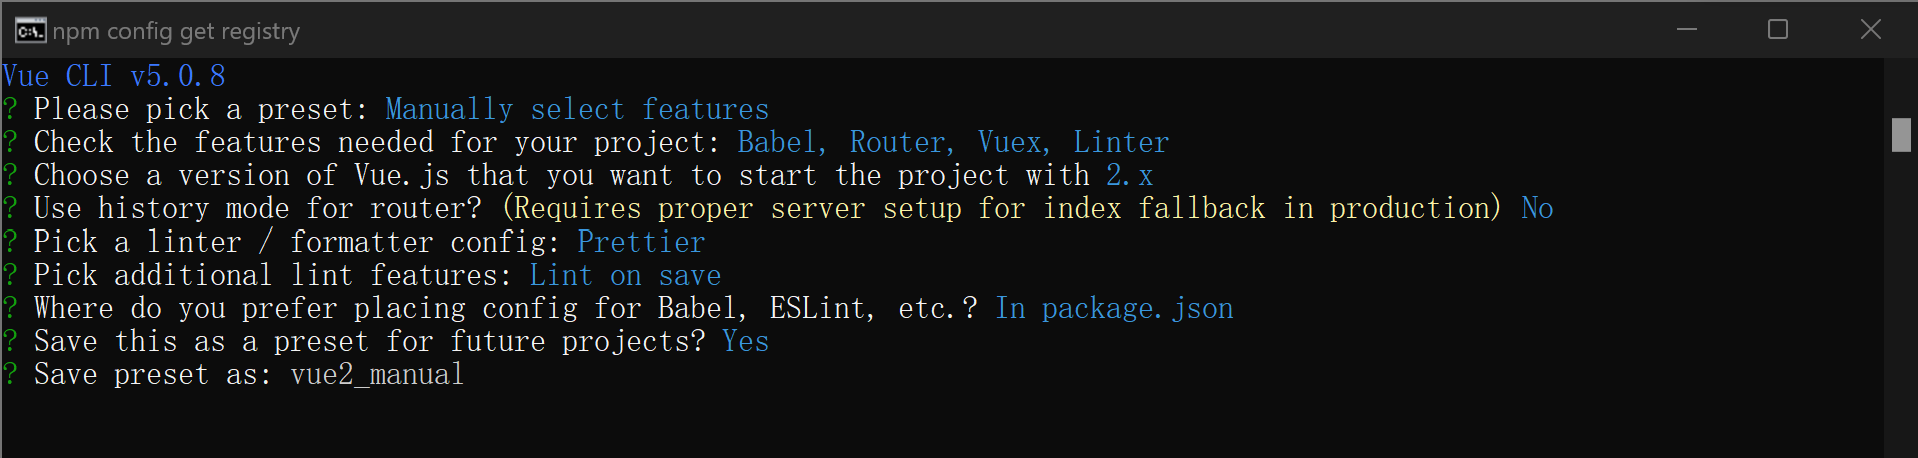 npm config get registry
Vue CLI v5.0.8
? Please pick a preset: Manually select features
? Check the features needed for your project: Babel, Router, Vuex, Linter
? Choose a version of Vue.js that you want to start the project with 2.x
? Use history mode for router? (Requires proper server setup for index fallback in production) No
? Pick a linter / formatter config: Prettier
? Pick additional lint features: Lint on save
? Where do you prefer placing config for Babel, ESLint, etc.? In package.json
? Save this as a preset for future projects? Yes
? Save preset as: vue2_manual